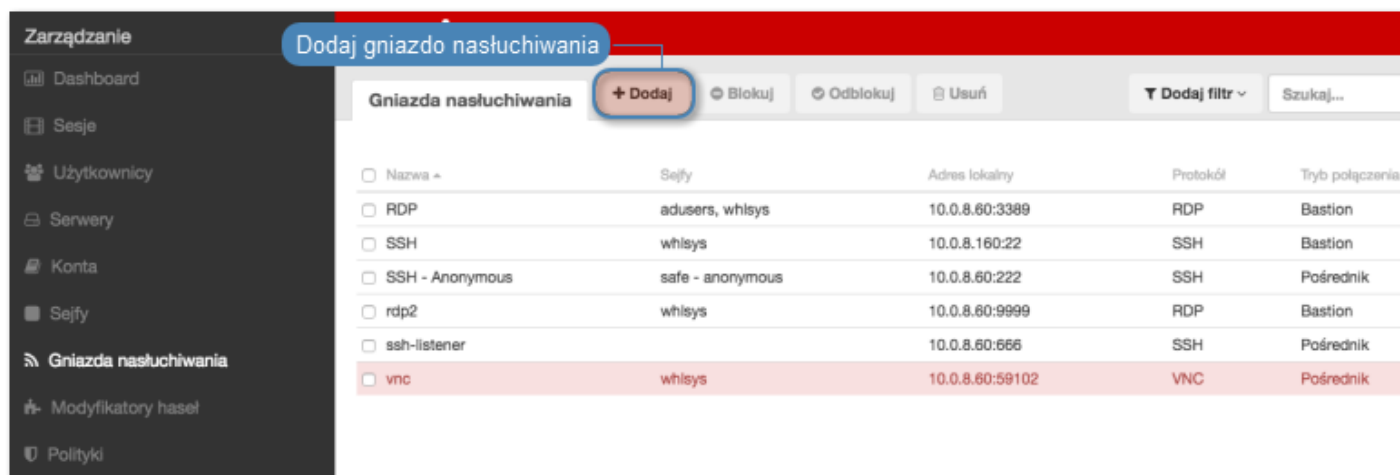 Zarządzanie
Dodaj gniazdo nasłuchiwania
Dashboard
Sesje
Użytkownicy
Serwery
Konta
Sejfy
Gniazda nasłuchiwania
Modyfikatory haseł
Polityki
Gniazda nasłuchiwania + Dodaj Blokuj Odblokuj Usuń Dodaj filtr Szukaj...
Nazwa Sejfy Adres lokalny Protokół Tryb połączenia
RDP adusers, whlsys 10.0.8.60:3389 RDP Bastion
SSH whlsys 10.0.8.160:22 SSH Bastion
SSH - Anonymous safe - anonymous 10.0.8.60:222 SSH Pośrednik
rdp2 whlsys 10.0.8.60:9999 RDP Bastion
ssh-listener 10.0.8.60:666 SSH Pośrednik
vnc whlsys 10.0.8.60:59102 VNC Pośrednik